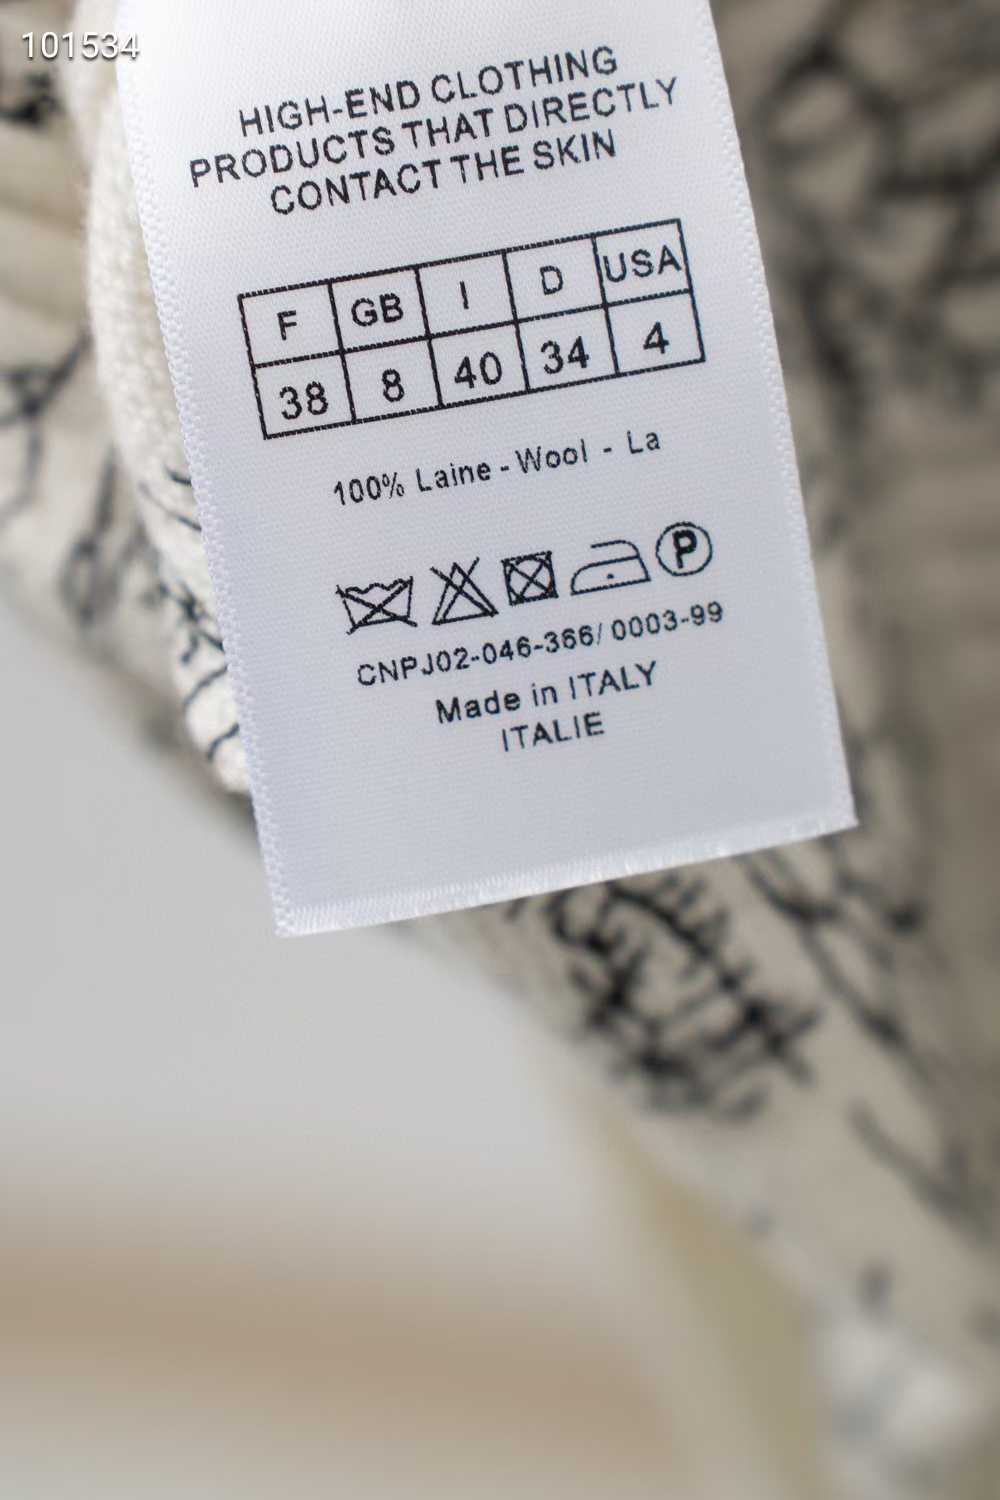 101534
HIGH-END CLOTHING
PRODUCTS THAT DIRECTLY
CONTACT THE SKIN
F GB I D USA
38 8 40 34 4
100% Laine - Wool - La
P
CNPJ02-046-366/ 0003-99
Made in ITALY
ITALIE